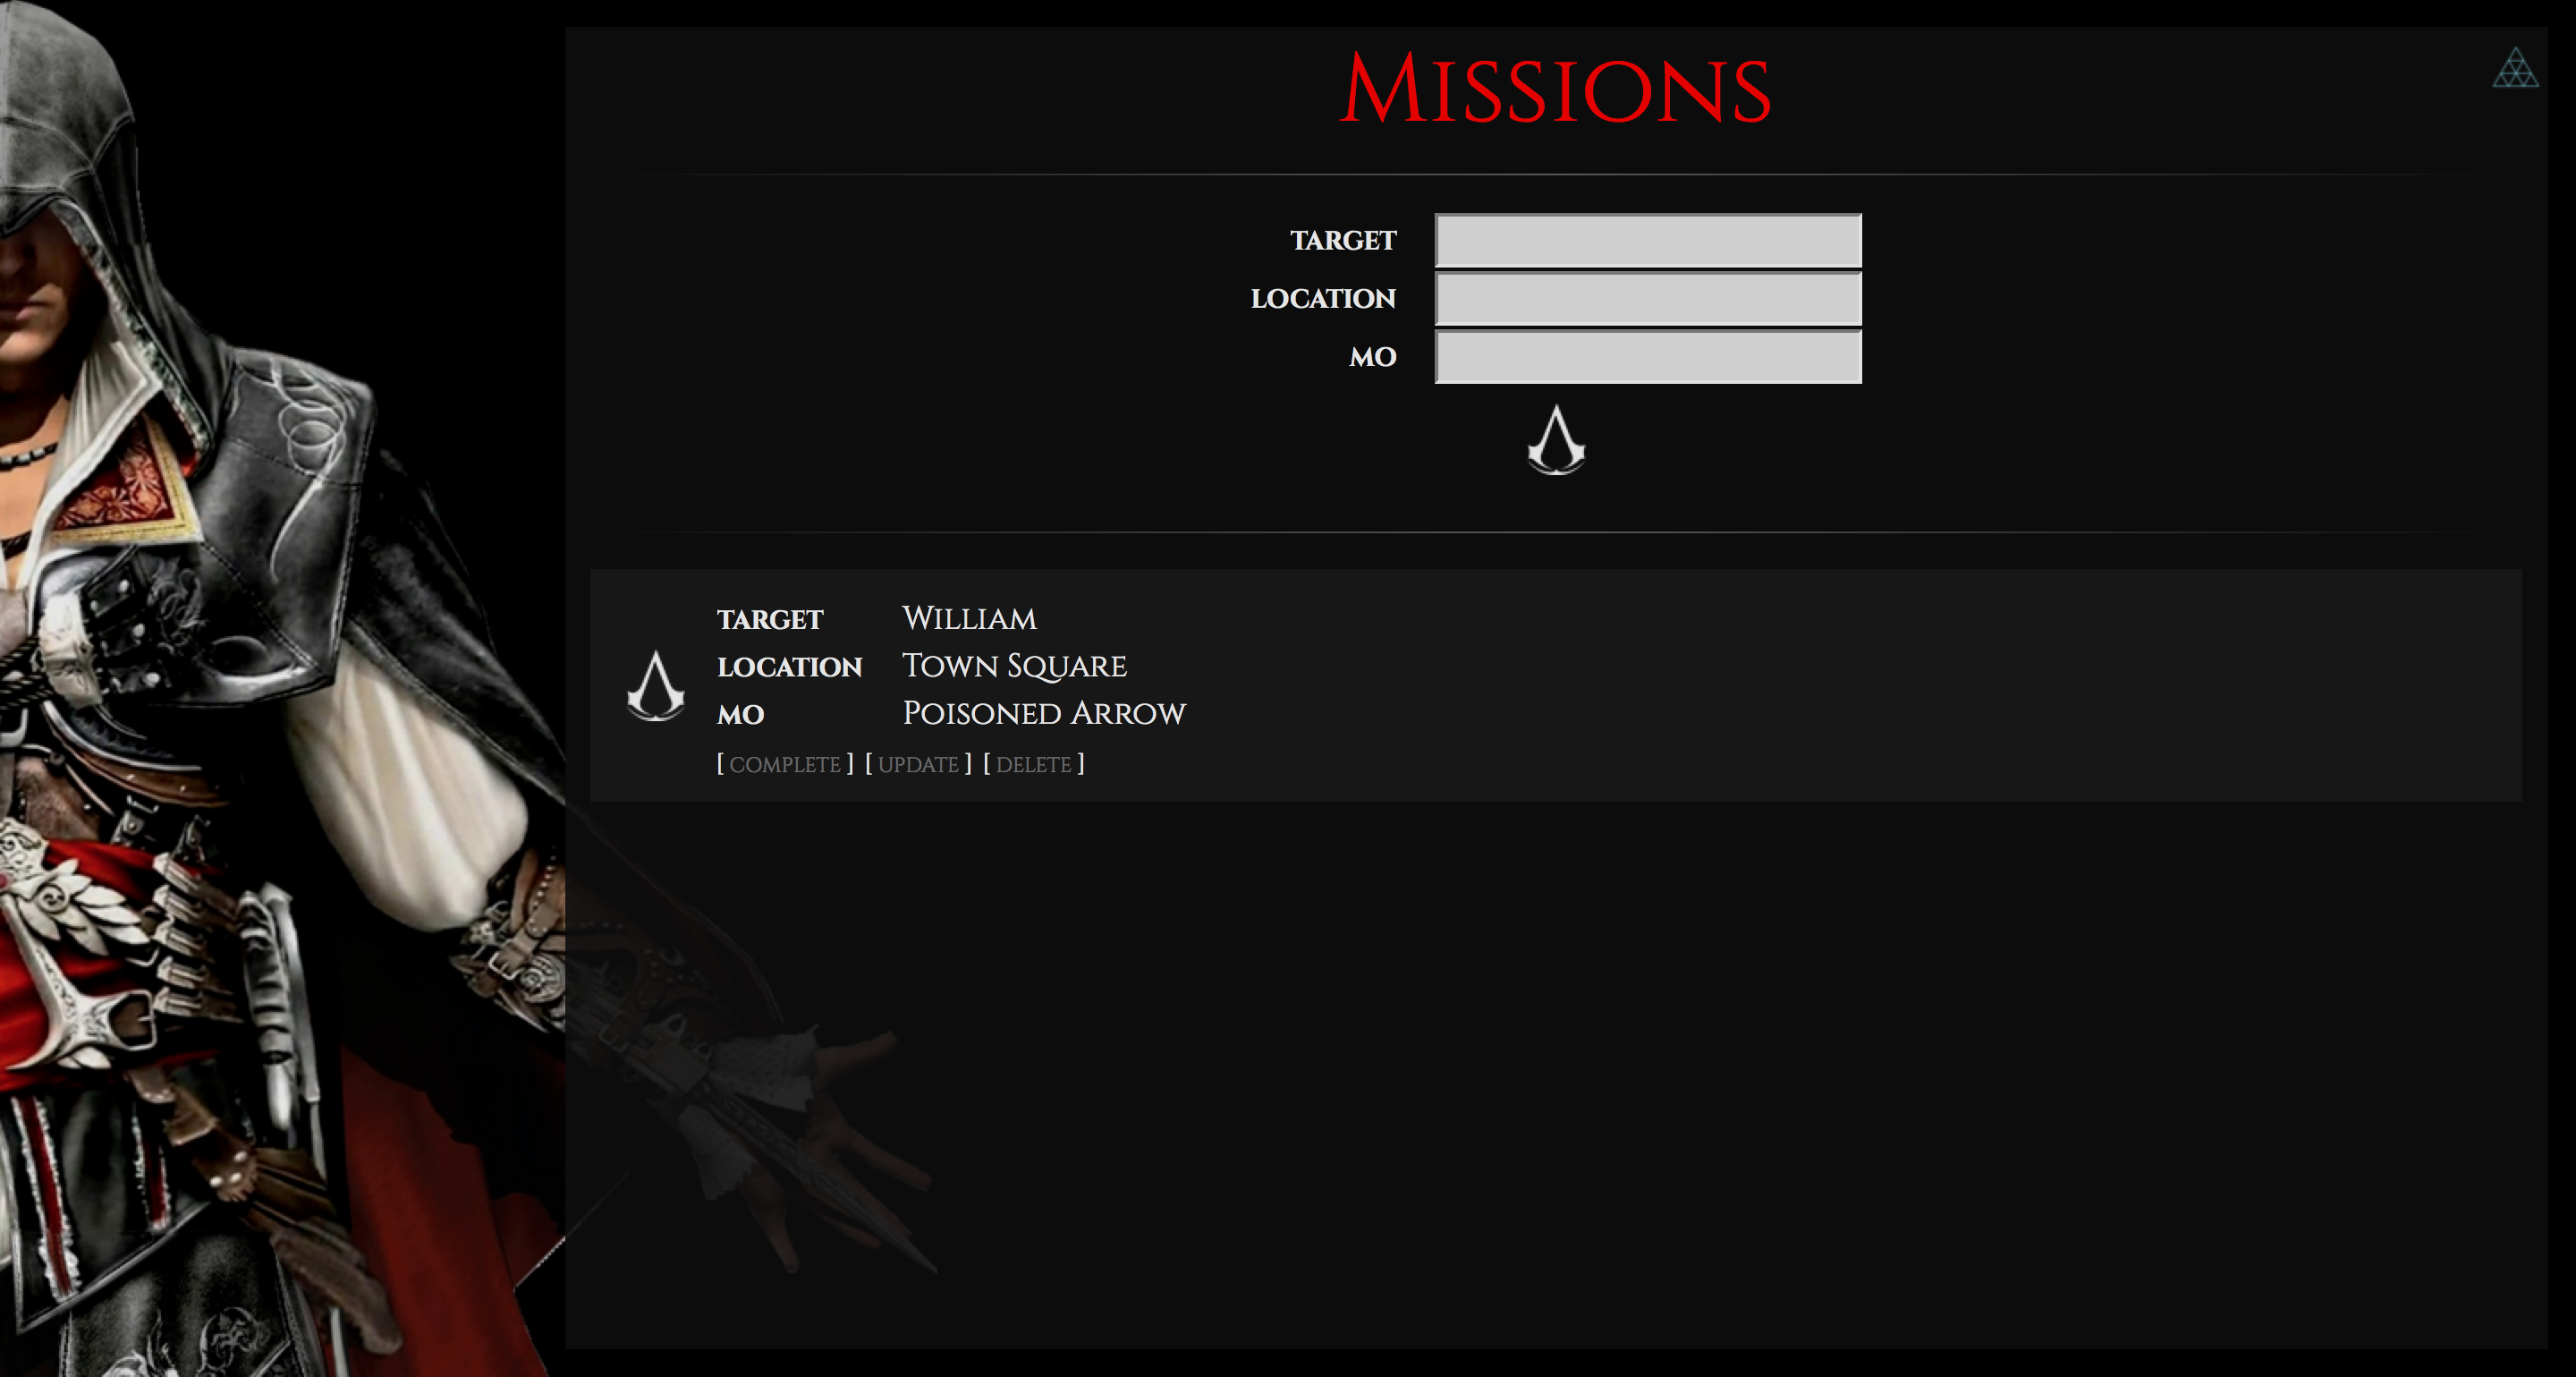 Missions
TARGET
LOCATION
MO
TARGET William
LOCATION Town Square
MO Poisoned Arrow
[ COMPLETE ] [ UPDATE ] [ DELETE ]